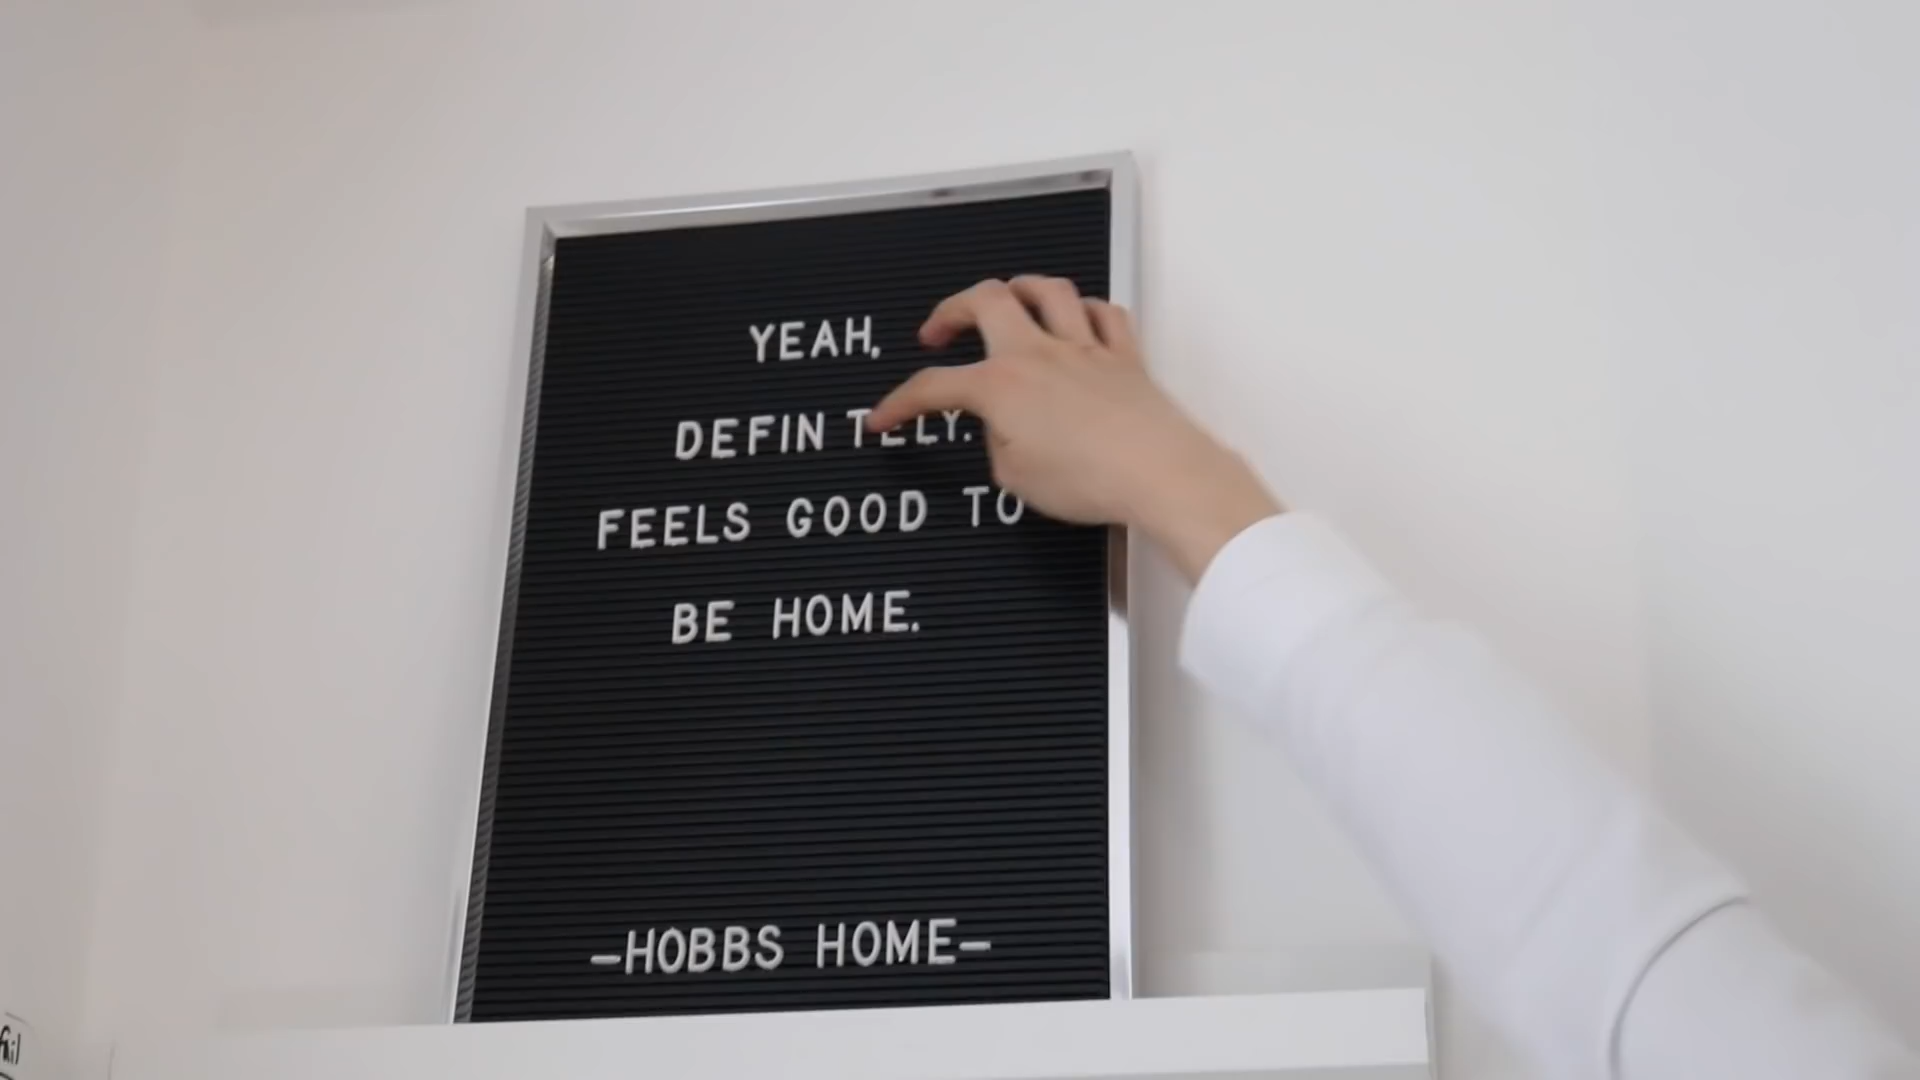 YEAH,
DEFIN TELY.
FEELS GOOD TO
BE HOME.
-HOBBS HOME-